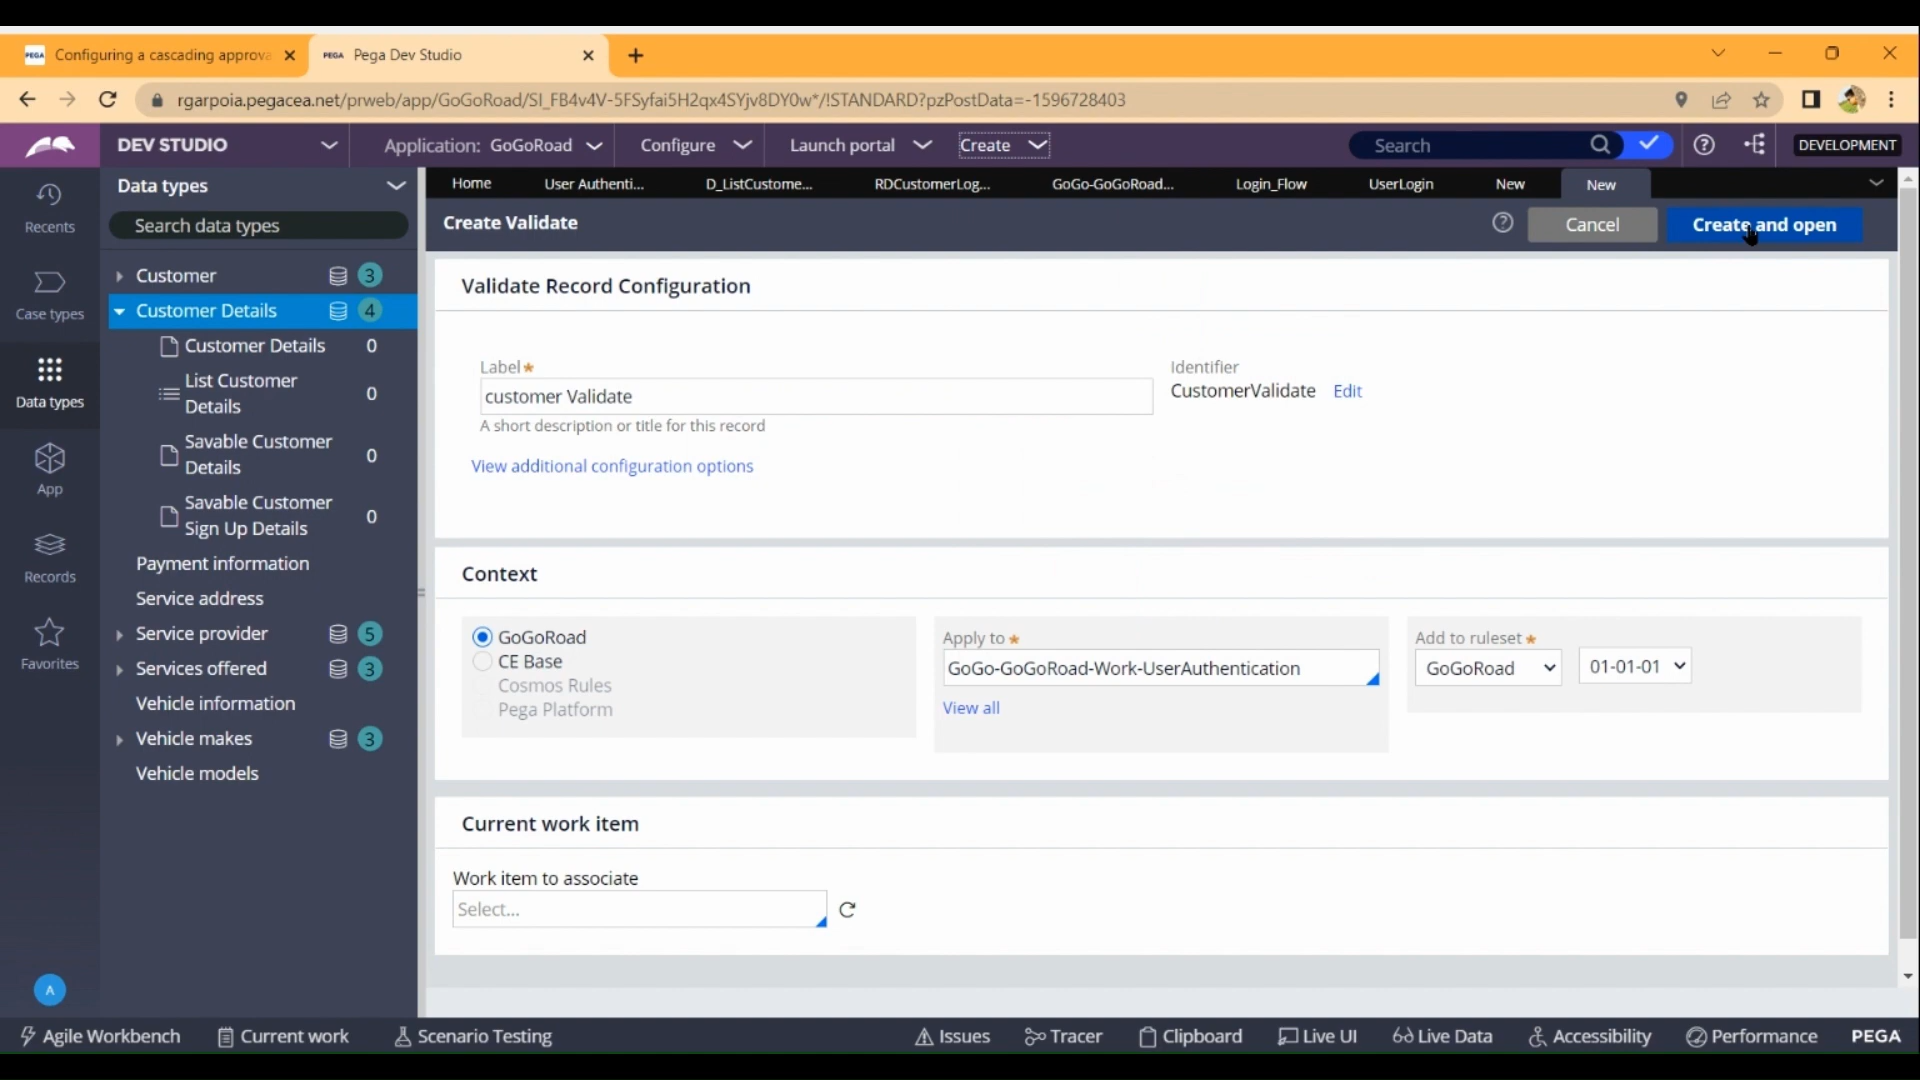 PEGA Configuring a cascading approva
PEGA Pega Dev Studio
rgarpoia.pegacea.net/prweb/app/GoGoRoad/SI_FB4v4V-5FSyfai5H2qx4SYjv8DY0w*/!STANDARD?pzPostData=-1596728403
DEV STUDIO
Application: GoGoRoad
Configure
Launch portal
Create
Search
DEVELOPMENT
Recents
Case types
Data types
App
Records
Favorites
A
Data types
Search data types
Customer 3
Customer Details 4
Customer Details 0
List Customer
Details 0
Savable Customer
Details 0
Savable Customer
Sign Up Details 0
Payment information
Service address
Service provider 5
Services offered 3
Vehicle information
Vehicle makes 3
Vehicle models
Home
User Authenti...
D_ListCustome...
RDCustomerLog...
GoGo-GoGoRoad...
Login_Flow
UserLogin
New
New
Create Validate
Cancel
Create and open
Validate Record Configuration
Label*
customer Validate
A short description or title for this record
Identifier
CustomerValidate Edit
View additional configuration options
Context
GoGoRoad
CE Base
Cosmos Rules
Pega Platform
Apply to *
GoGo-GoGoRoad-Work-UserAuthentication
View all
Add to ruleset *
GoGoRoad 01-01-01
Current work item
Work item to associate
Select...
Agile Workbench
Current work
Scenario Testing
Issues
Tracer
Clipboard
Live UI
Live Data
Accessibility
Performance
PEGA